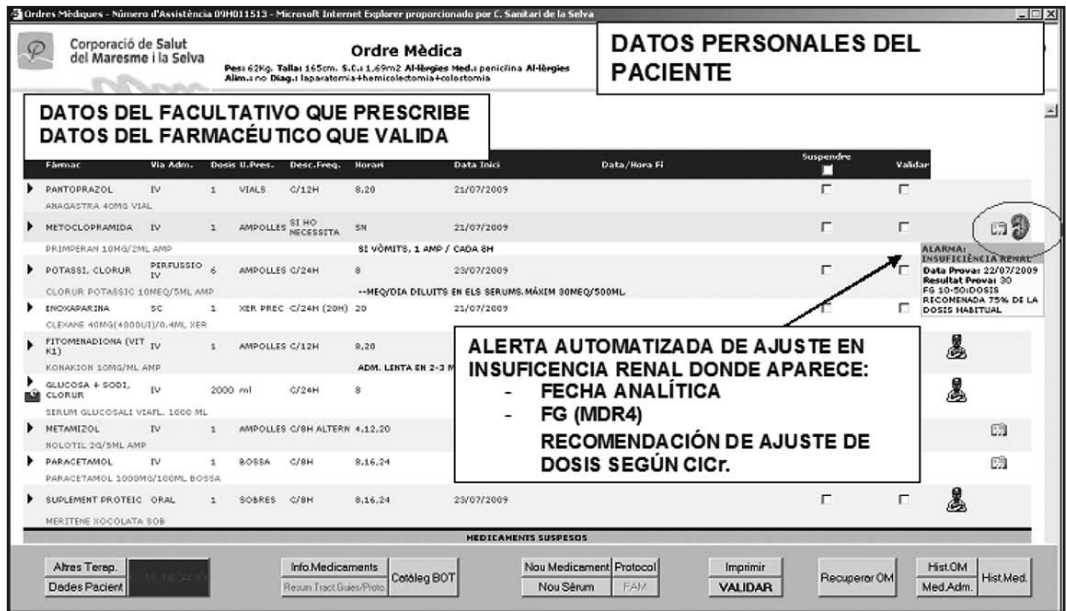 Ordres Mèdiques - Número d'Assistència 09H011513 - Microsoft Internet Explorer proporcionado por C. Sanitari de la Selva
Corporació de Salut
del Maresme i la Selva
Ordre Mèdica
Pes: 62Kg. Talla: 165cm. S.C.: 1,69m2 Al·lèrgies Med.: penicilina Al·lèrgies
Alim.: no Diag.: laparatomia+hemicolectomia+colostomia
DATOS PERSONALES DEL
PACIENTE
DATOS DEL FACULTATIVO QUE PRESCRIBE
DATOS DEL FARMACÉUTICO QUE VALIDA
Fàrmac Via Adm. Dosis U.Pres. Desc.Freq. Horari Data Inici Data/Hora Fi Suspendre Validar
PANTOPRAZOL IV 1 VIALS C/12H 8,20 21/07/2009
ANAGASTRA 40MG VIAL
METOCLOPRAMIDA IV 1 AMPOLLES SI HO NECESSITA SN 21/07/2009
PRIMPERAN 10MG/2ML AMP SI VÒMITS, 1 AMP / CADA 8H
POTASSI, CLORUR PERFUSSIO IV 6 AMPOLLES C/24H 8 23/07/2009
CLORUR POTASSIC 10MEQ/5ML AMP --MEQ/DIA DILUITS EN ELS SERUMS.MÀXIM 30MEQ/500ML
ENOXAPARINA SC 1 XER PREC C/24H (20H) 20 21/07/2009
CLEXANE 40MG(4000UI)/0.4ML XER
ALARMA:
INSUFICIÈNCIA RENAL
Data Prova: 22/07/2009
Resultat Prova: 30
FG 10-50:DOSIS
RECOMENADA 75% DE LA
DOSIS HABITUAL
FITOMENADIONA (VIT K1) IV 1 AMPOLLES C/12H 8,20
KONAKION 10MG/ML AMP ADM. LENTA EN 2-3 M
GLUCOSA + SODI, CLORUR IV 2000 ml C/24H 8
SERUM GLUCOSALI VIAFL. 1000 ML
METAMIZOL IV 1 AMPOLLES C/8H ALTERN 4,12,20
NOLOTIL 2G/5ML AMP
PARACETAMOL IV 1 BOSSA C/8H 8,16,24
PARACETAMOL 1000MG/100ML BOSSA
SUPLEMENT PROTEIC ORAL 1 SOBRES C/8H 8,16,24 23/07/2009
MERITENE XOCOLATA SOB
ALERTA AUTOMATIZADA DE AJUSTE EN
INSUFICENCIA RENAL DONDE APARECE:
- FECHA ANALÍTICA
- FG (MDR4)
RECOMENDACIÓN DE AJUSTE DE
DOSIS SEGÚN ClCr.
MEDICAMENTS SUSPESOS
Altres Terap. Info.Medicaments Catàleg BOT Nou Medicament Protocol Imprimir Recuperar OM Hist.OM Hist.Med.
Dades Pacient Resum Tract.Guies/Proto. Nou Sèrum FAM VALIDAR Med.Adm.